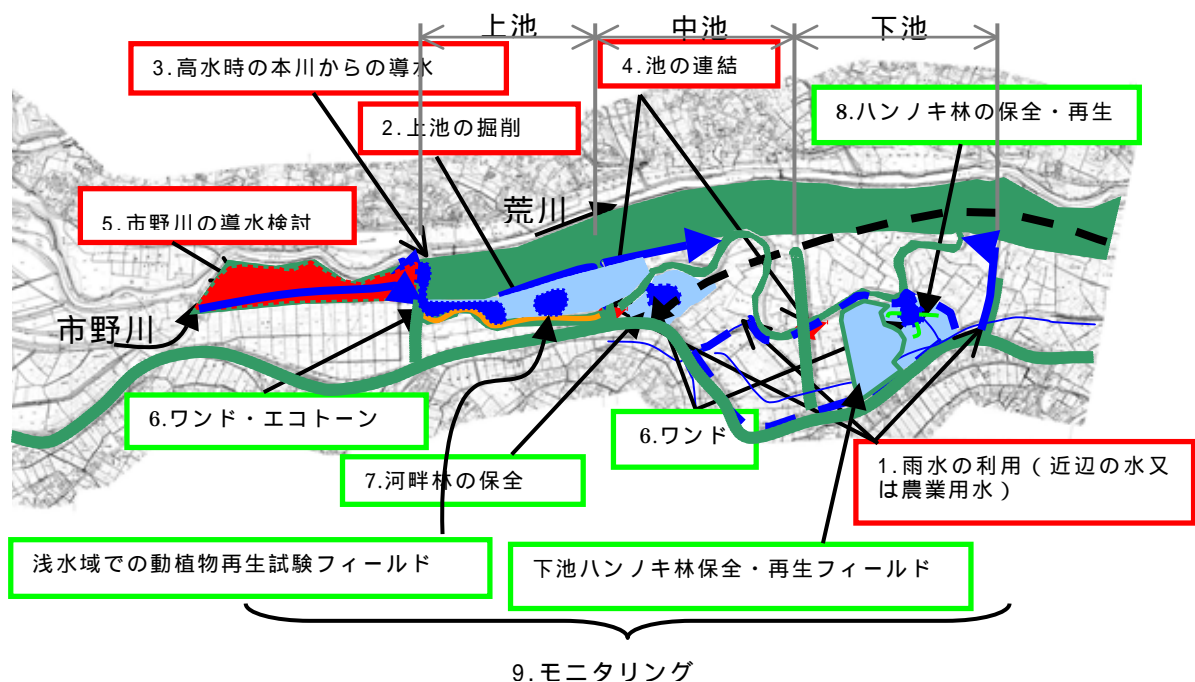 上池
中池
下池
3.高水時の本川からの導水
4.池の連結
2.上池の掘削
8.ハンノキ林の保全・再生
5.市野川の導水検討
荒川
市野川
6.ワンド・エコトーン
6.ワンド
7.河畔林の保全
1.雨水の利用（近辺の水又
は農業用水）
浅水域での動植物再生試験フィールド
下池ハンノキ林保全・再生フィールド
9.モニタリング